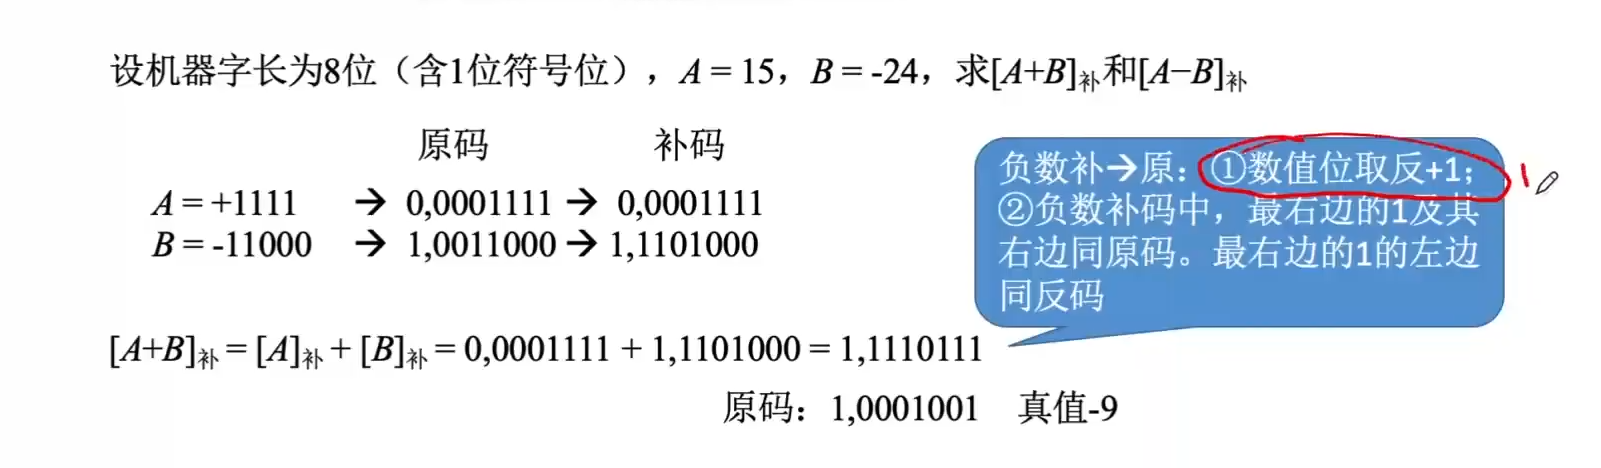 设机器字长为8位（含1位符号位），A = 15，B = -24，求[A+B]补和[A−B]补
原码 补码
A = +1111 → 0,0001111 → 0,0001111
B = -11000 → 1,0011000 → 1,1101000
负数补→原：①数值位取反+1；
②负数补码中，最右边的1及其
右边同原码。最右边的1的左边
同反码
[A+B]补 = [A]补 + [B]补 = 0,0001111 + 1,1101000 = 1,1110111
原码：1,0001001 真值-9